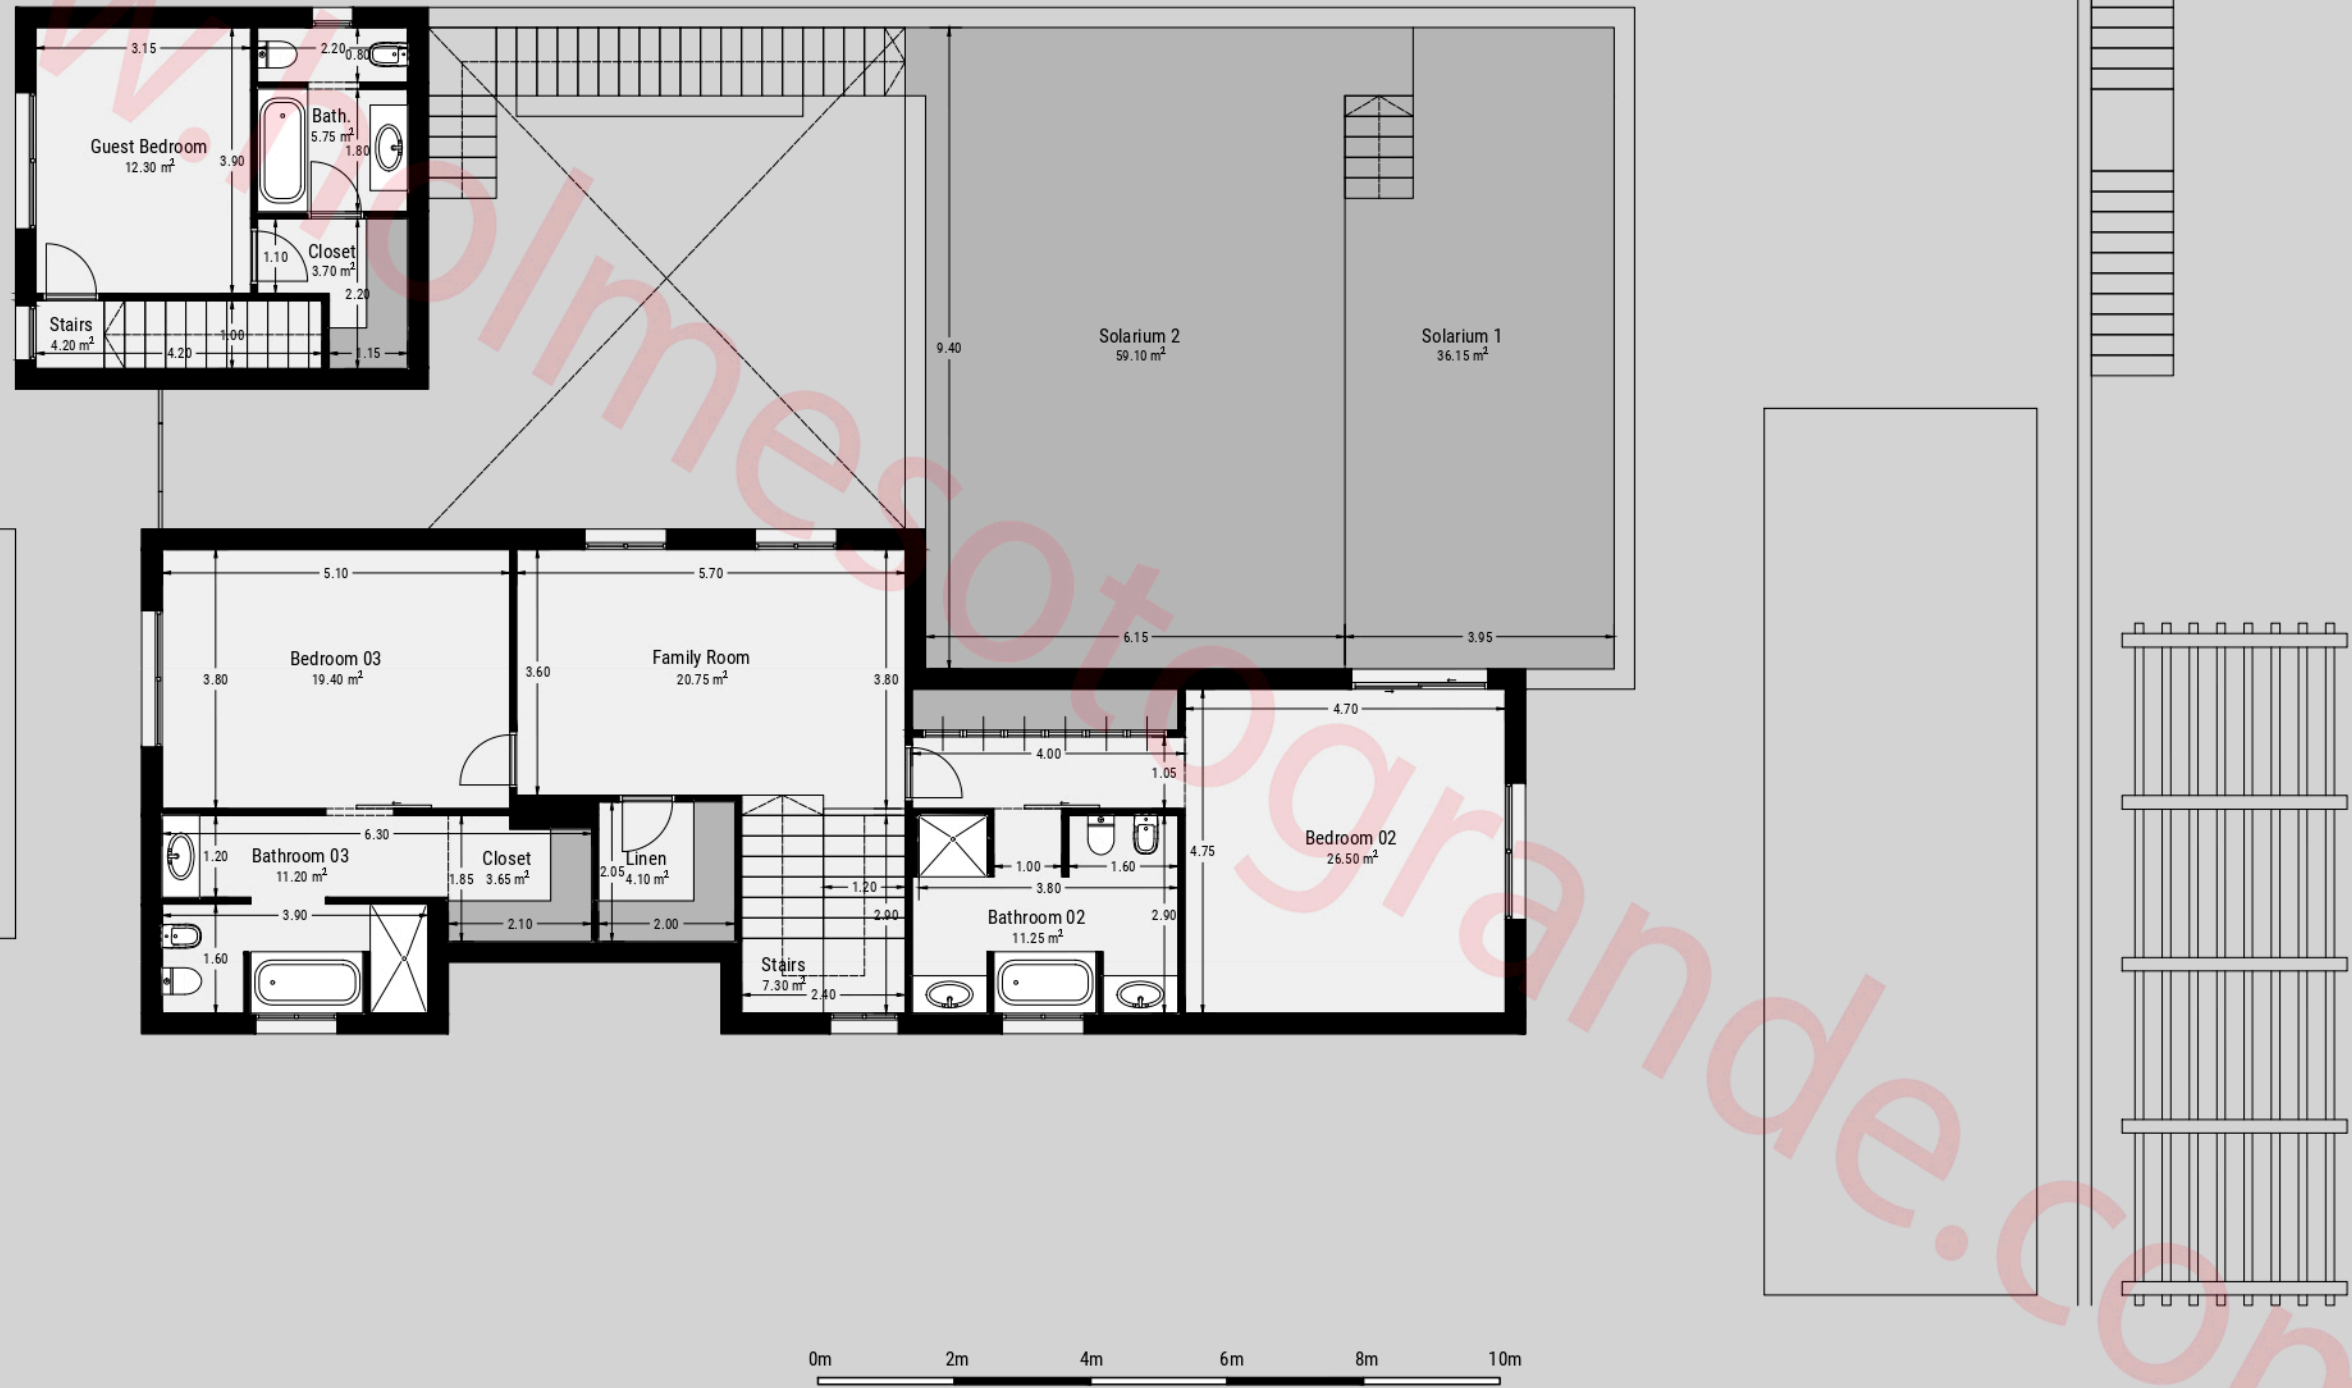 w.holmesotogrande.con
3.15
2.20
0.80
Bath.
5.75 m²
1.80
Guest Bedroom
12.30 m²
3.90
Closet
3.70 m²
1.10
2.20
Stairs
4.20 m²
1.00
4.20
1.15
9.40
Solarium 2
59.10 m²
Solarium 1
36.15 m²
6.15
3.95
5.10
5.70
Bedroom 03
19.40 m²
3.80
Family Room
20.75 m²
3.60
3.80
4.70
4.00
1.05
6.30
1.20
Bathroom 03
11.20 m²
Closet
3.65 m²
1.85
Linen
4.10 m²
2.05
3.90
2.10
2.00
1.60
1.20
2.90
Stairs
7.30 m²
2.40
1.00
1.60
3.80
Bathroom 02
11.25 m²
2.90
4.75
Bedroom 02
26.50 m²
0m 2m 4m 6m 8m 10m